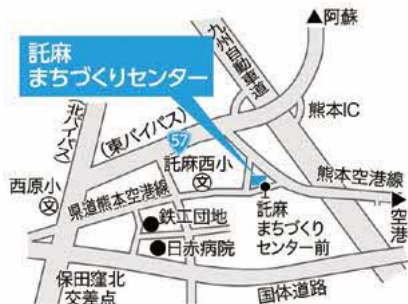 ▲阿蘇
九州自動車道
託麻
まちづくりセンター
(北バイパス)
(東バイパス)
57
熊本IC
託麻西小
文
熊本空港線
西原小
文
県道熊本空港線
▶空港
鉄工団地
託麻
まちづくり
センター前
日赤病院
保田窪北
交差点
国体道路